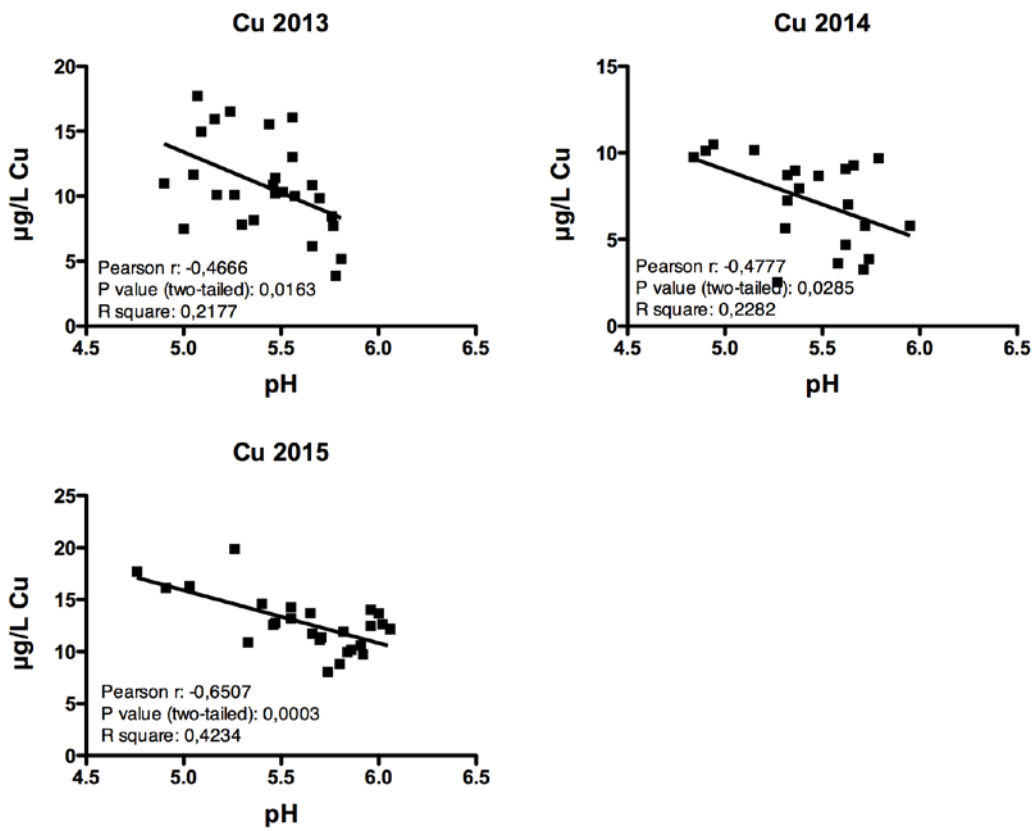 Cu 2013
20
15
10
5
0
4.5 5.0 5.5 6.0 6.5
µg/L Cu
pH
Pearson r: -0,4666
P value (two-tailed): 0,0163
R square: 0,2177
Cu 2014
15
10
5
0
4.5 5.0 5.5 6.0 6.5
µg/L Cu
pH
Pearson r: -0,4777
P value (two-tailed): 0,0285
R square: 0,2282
Cu 2015
25
20
15
10
5
0
4.5 5.0 5.5 6.0 6.5
µg/L Cu
pH
Pearson r: -0,6507
P value (two-tailed): 0,0003
R square: 0,4234